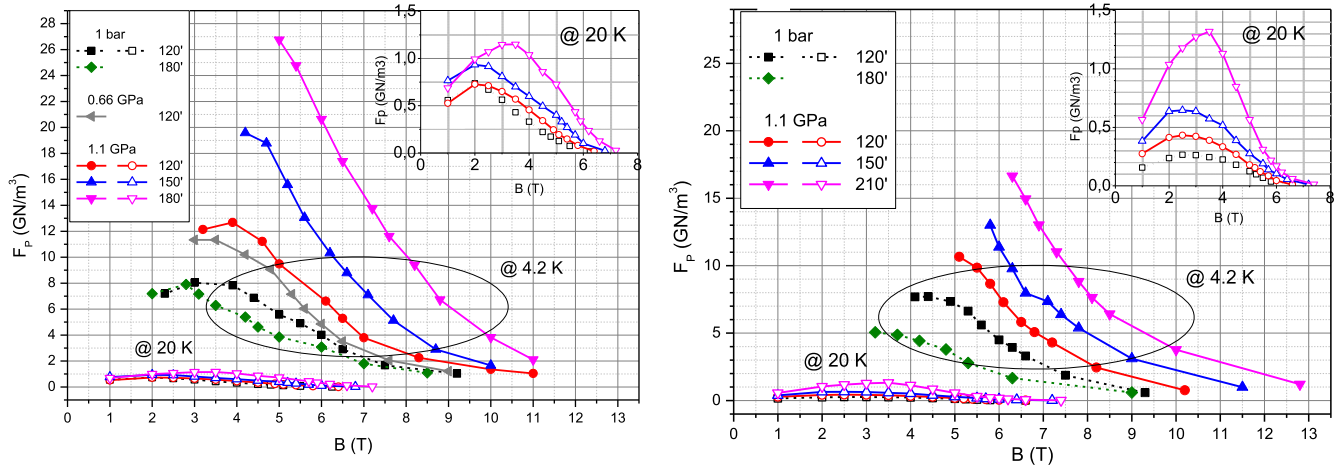 28
26
24
22
20
18
16
14
12
10
8
6
4
2
0
F_P (GN/m³)
0 1 2 3 4 5 6 7 8 9 10 11 12 13
B (T)
1 bar
120'
180'
0.66 GPa
120'
1.1 GPa
120'
150'
180'
@ 4.2 K
@ 20 K
1,5
1,0
0,5
0,0
Fp (GN/m3)
0 2 4 6 8
B (T)
@ 20 K
25
20
15
10
5
0
F_P (GN/m³)
0 1 2 3 4 5 6 7 8 9 10 11 12 13
B (T)
1 bar
120'
180'
1.1 GPa
120'
150'
210'
@ 4.2 K
@ 20 K
1,5
1,0
0,5
0,0
Fp (GN/m3)
0 2 4 6 8
B (T)
@ 20 K